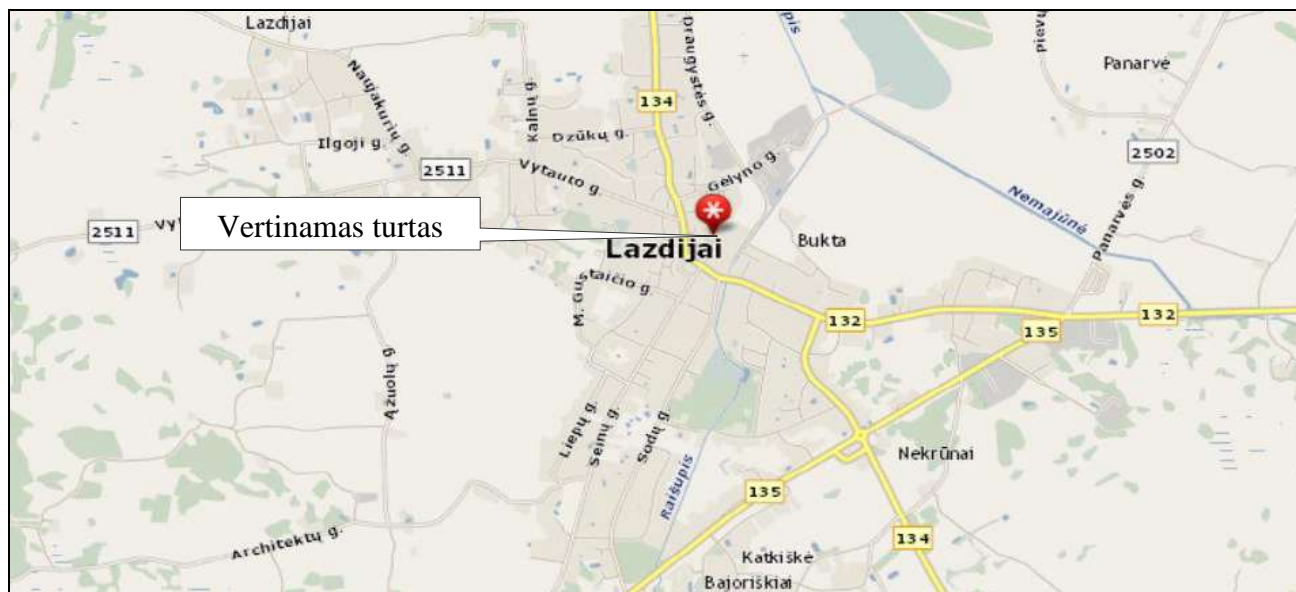 Lazdijai
Naujakurių g.
Ilgoji g.
2511
2511
Kalnų g.
Dzūkų g.
Vytauto g.
134
Draugystės g.
Gėlyno g.
Panarvė
2502
Panarvės g.
Nemajūnė
Vertinamas turtas
Lazdijai
Bukta
M. Gustaičio g.
132
132
135
Ąžuolų g.
Liepų g.
Seinų g.
Sodų g.
Raišupis
Nekrūnai
135
134
Architektų g.
Katkiškė
Bajoriškiai